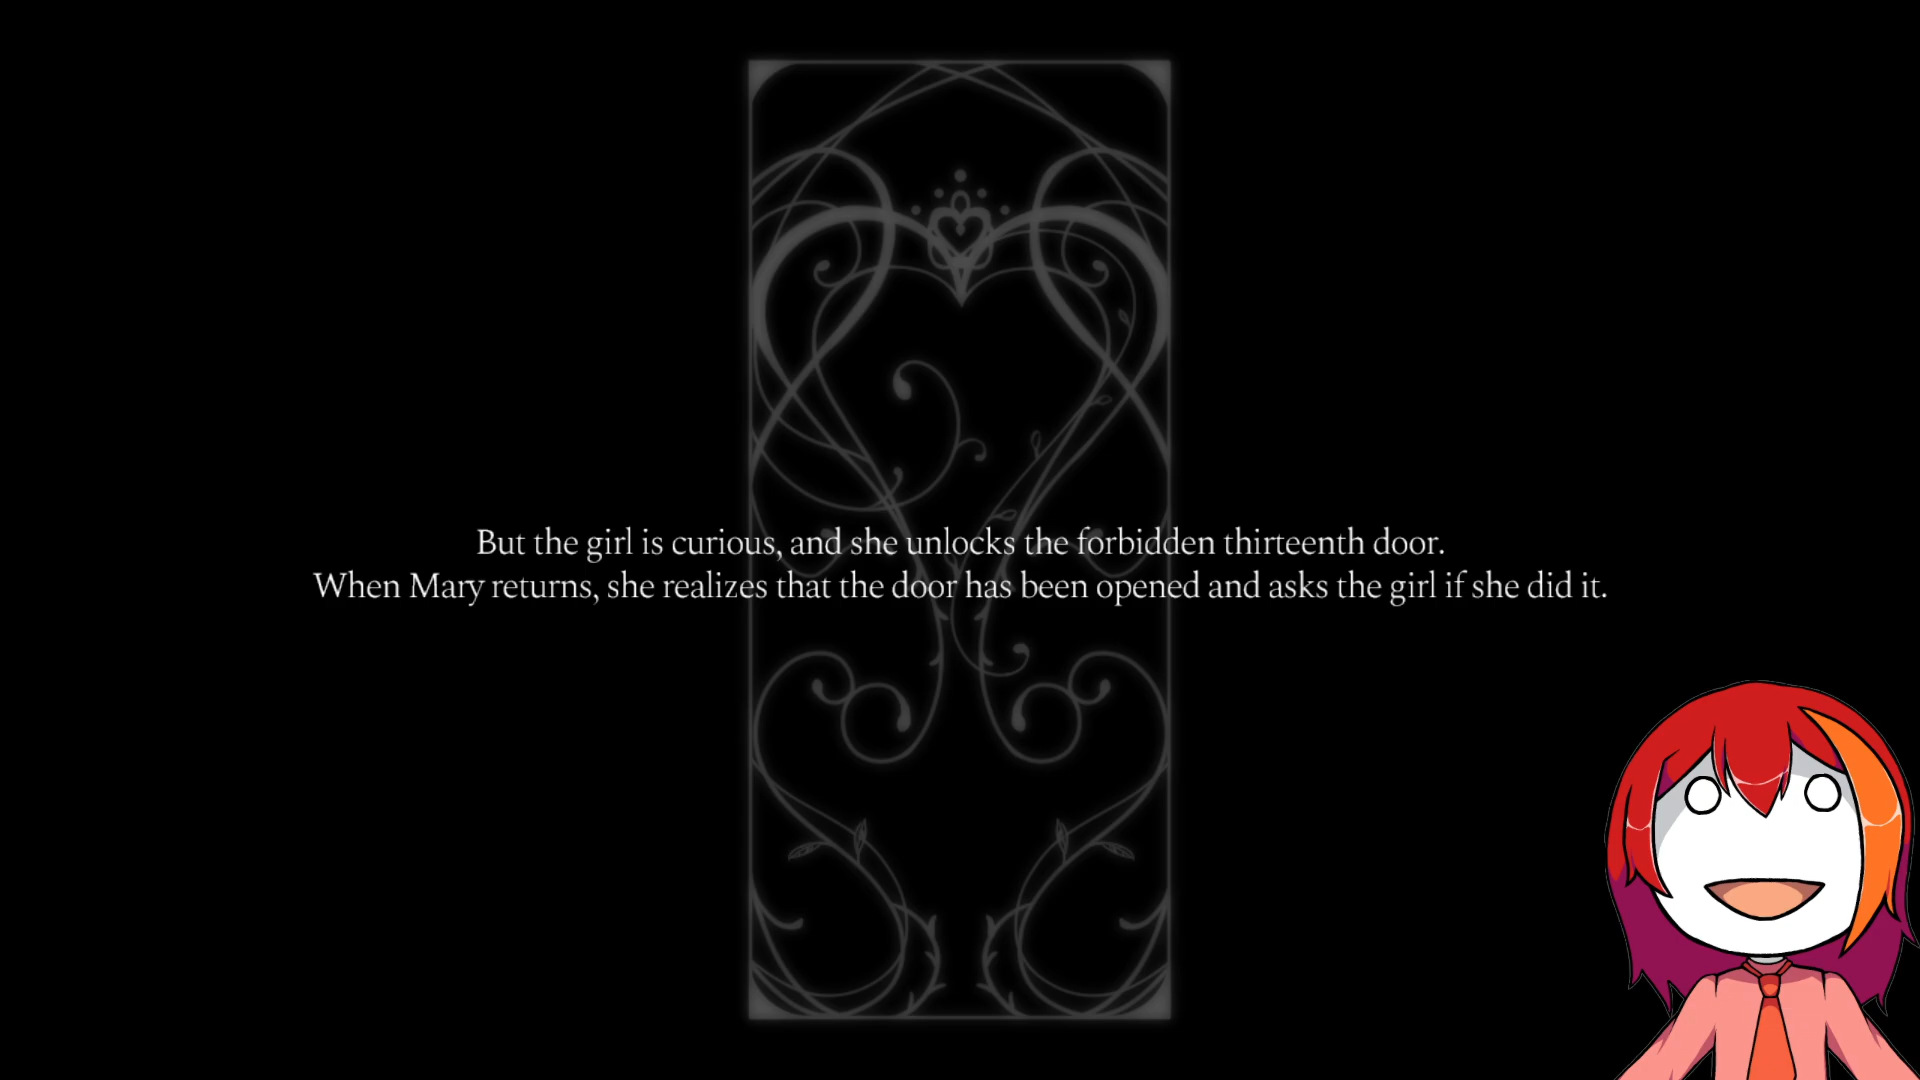 But the girl is curious, and she unlocks the forbidden thirteenth door.
When Mary returns, she realizes that the door has been opened and asks the girl if she did it.